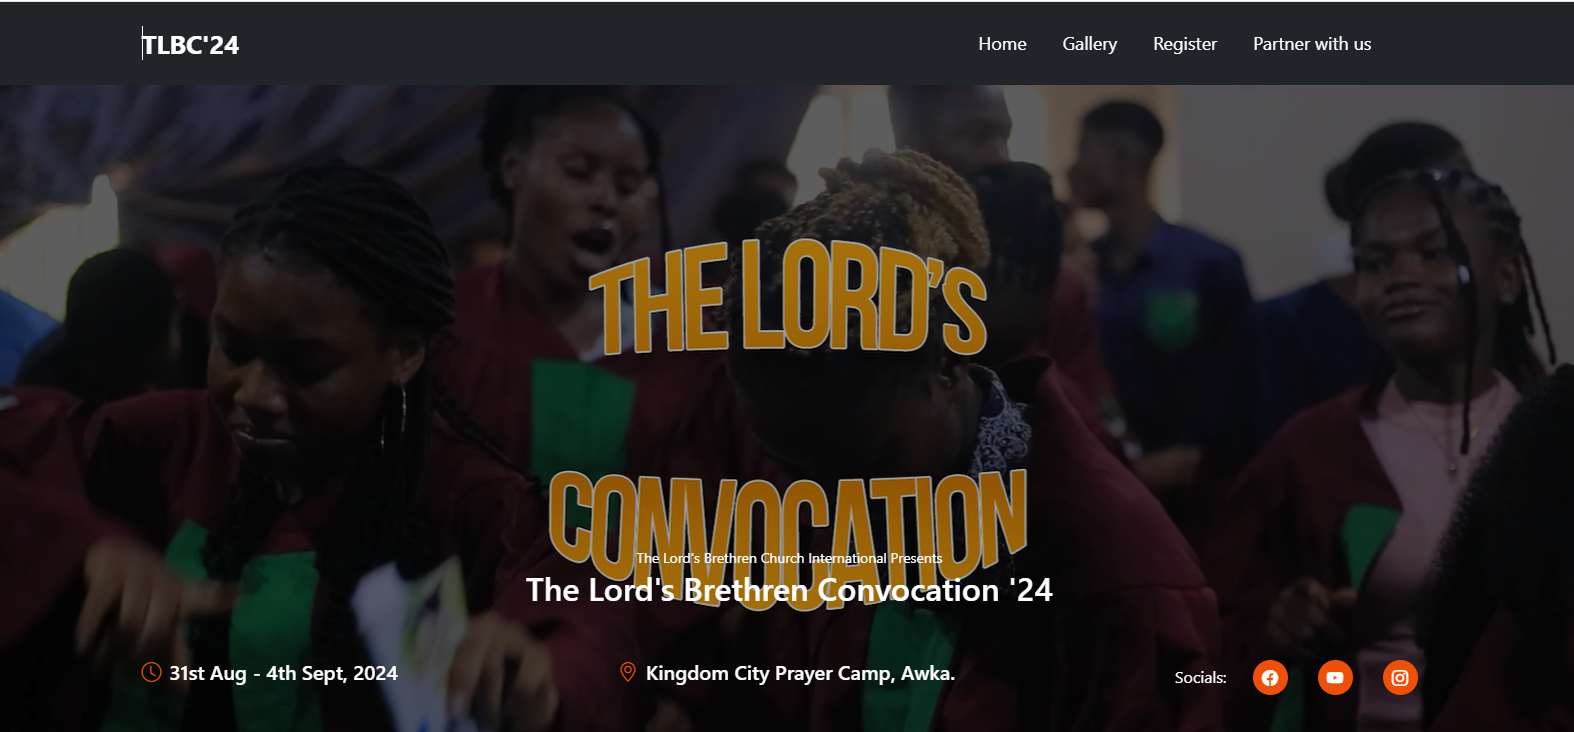 TLBC'24
Home Gallery Register Partner with us
THE LORD'S
CONVOCATION
The Lord's Brethren Church International Presents
The Lord's Brethren Convocation '24
31st Aug - 4th Sept, 2024
Kingdom City Prayer Camp, Awka.
Socials: